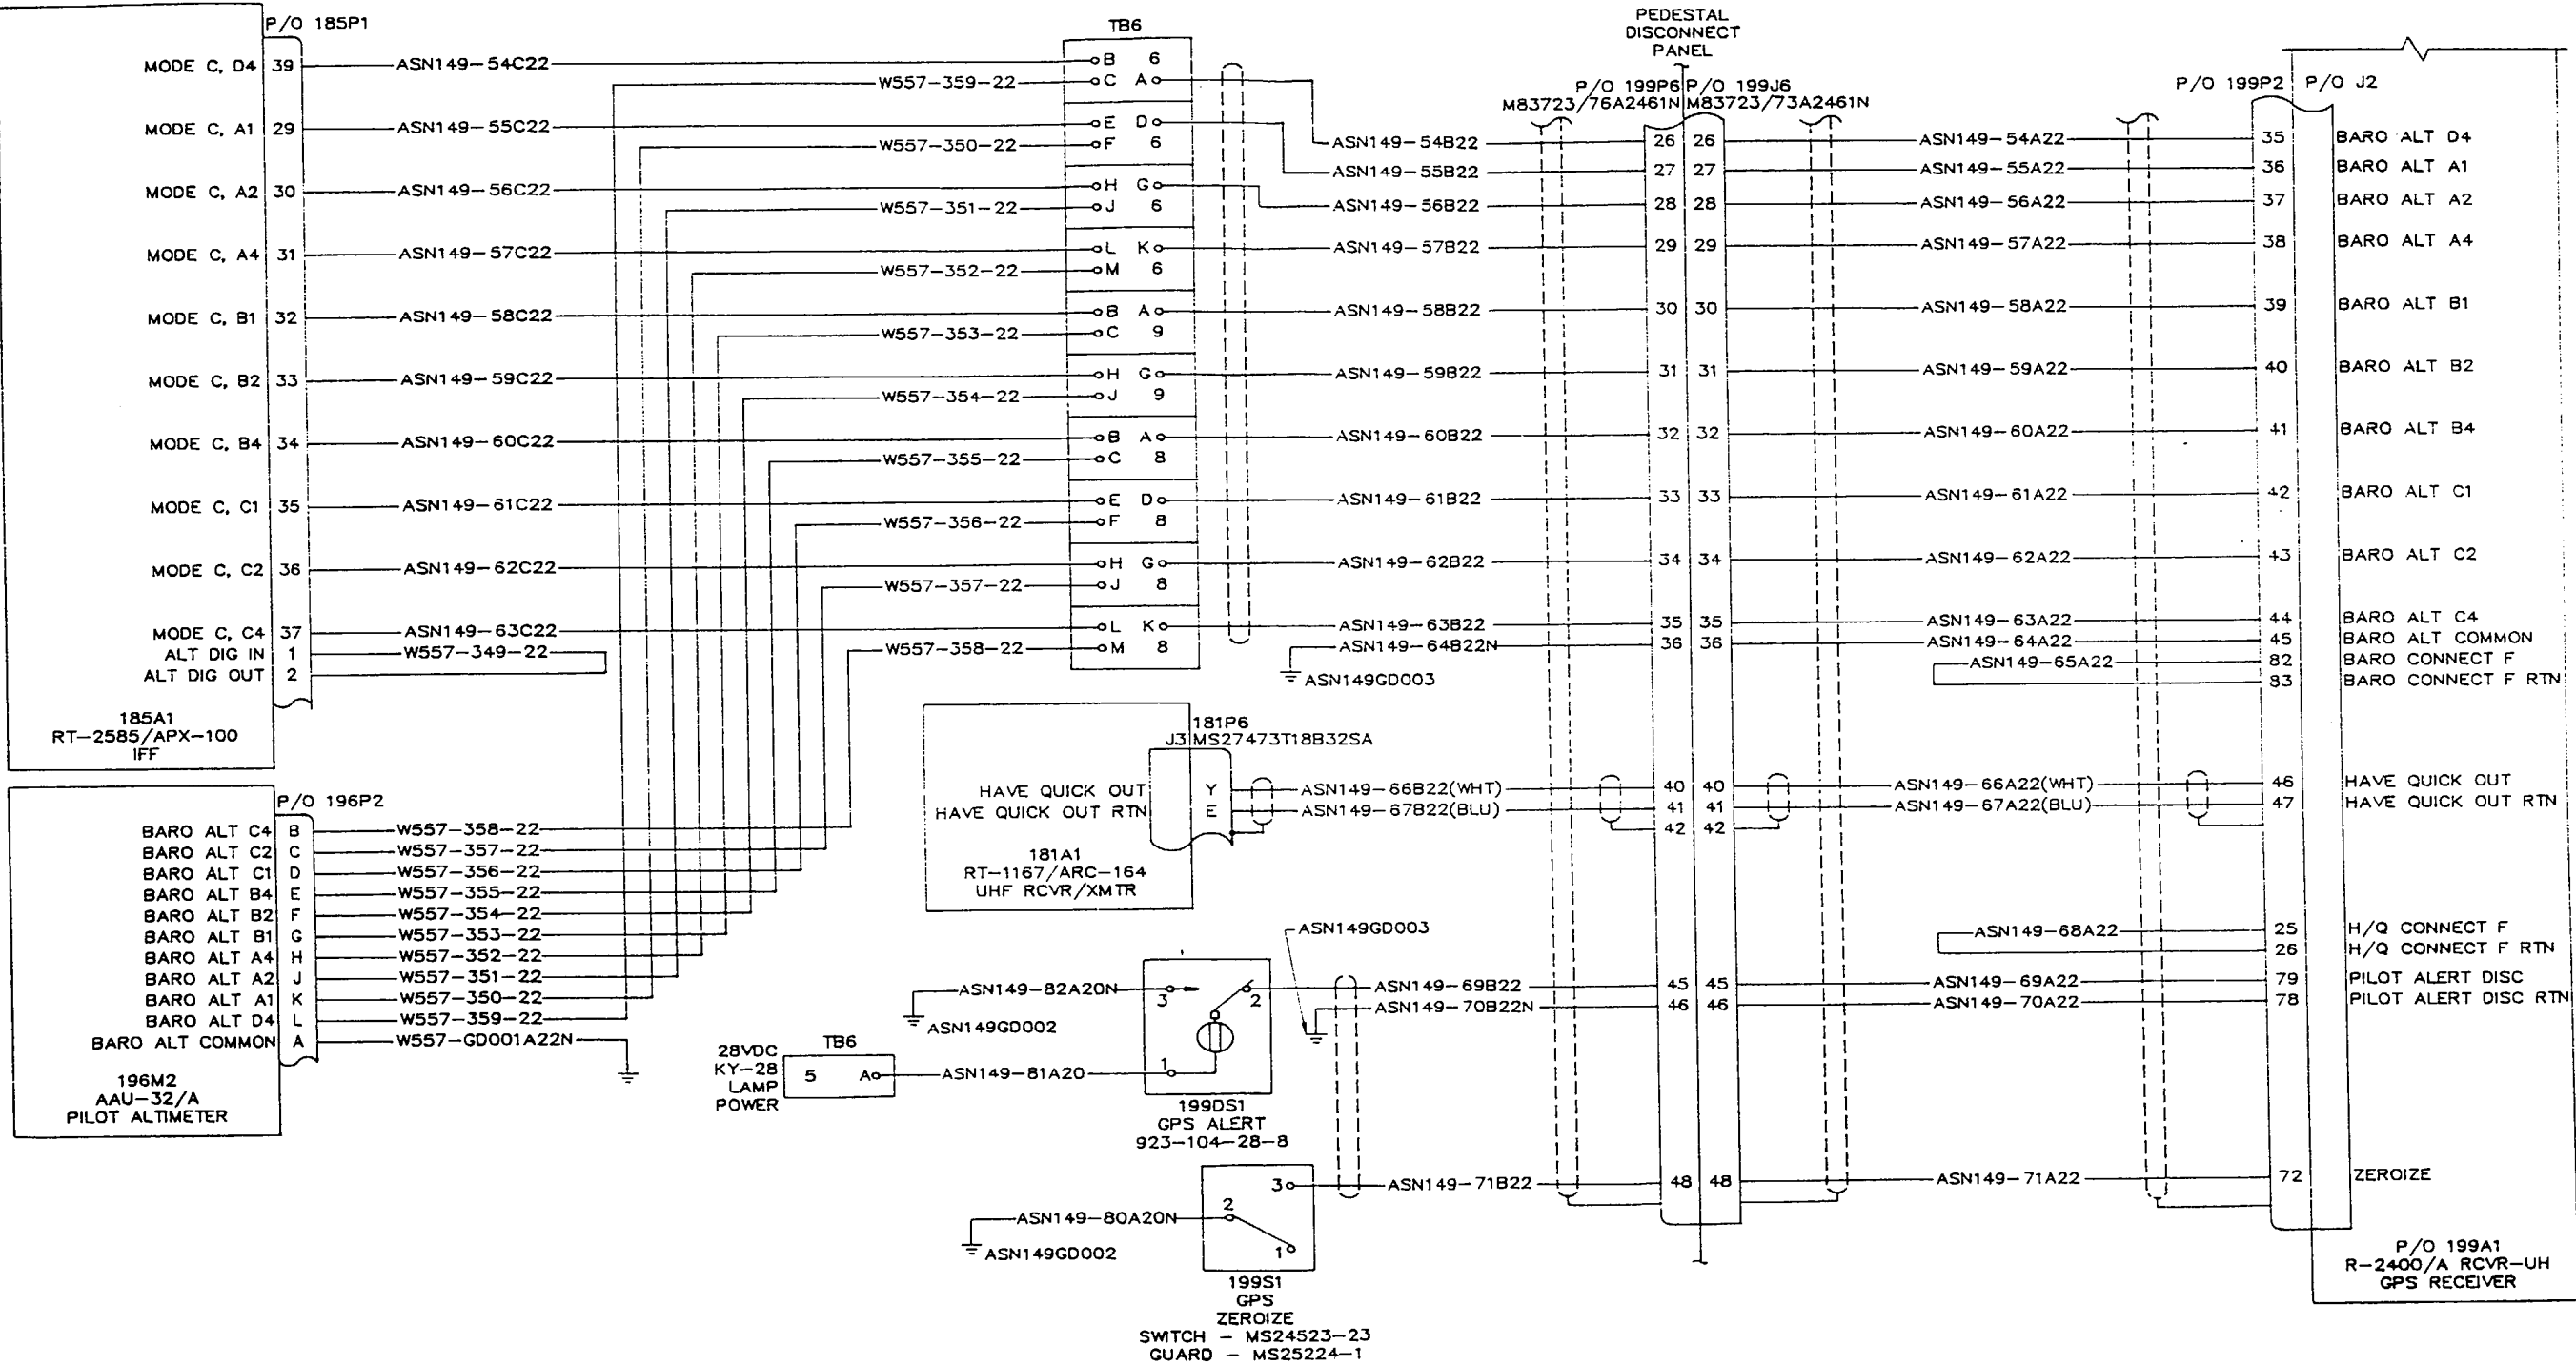 P/O 185P1
MODE C, D4 39 ASN149-54C22
MODE C, A1 29 ASN149-55C22
MODE C, A2 30 ASN149-56C22
MODE C, A4 31 ASN149-57C22
MODE C, B1 32 ASN149-58C22
MODE C, B2 33 ASN149-59C22
MODE C, B4 34 ASN149-60C22
MODE C, C1 35 ASN149-61C22
MODE C, C2 36 ASN149-62C22
MODE C, C4 37 ASN149-63C22
ALT DIG IN 1 W557-349-22
ALT DIG OUT 2
185A1
RT-2585/APX-100
IFF
P/O 196P2
BARO ALT C4 B W557-358-22
BARO ALT C2 C W557-357-22
BARO ALT C1 D W557-356-22
BARO ALT B4 E W557-355-22
BARO ALT B2 F W557-354-22
BARO ALT B1 G W557-353-22
BARO ALT A4 H W557-352-22
BARO ALT A2 J W557-351-22
BARO ALT A1 K W557-350-22
BARO ALT D4 L W557-359-22
BARO ALT COMMON A W557-GD001A22N
196M2
AAU-32/A
PILOT ALTIMETER
TB6
B 6
W557-359-22 C A
E D
W557-350-22 F 6
H G
W557-351-22 J 6
L K
W557-352-22 M 6
B A
W557-353-22 C 9
H G
W557-354-22 J 9
B A
W557-355-22 C 8
E D
W557-356-22 F 8
H G
W557-357-22 J 8
L K
W557-358-22 M 8
PEDESTAL
DISCONNECT
PANEL
P/O 199P6 P/O 199J6
M83723/76A2461N M83723/73A2461N
P/O 199P2 P/O J2
ASN149-54B22 26 26 ASN149-54A22 35 BARO ALT D4
ASN149-55B22 27 27 ASN149-55A22 36 BARO ALT A1
ASN149-56B22 28 28 ASN149-56A22 37 BARO ALT A2
ASN149-57B22 29 29 ASN149-57A22 38 BARO ALT A4
ASN149-58B22 30 30 ASN149-58A22 39 BARO ALT B1
ASN149-59B22 31 31 ASN149-59A22 40 BARO ALT B2
ASN149-60B22 32 32 ASN149-60A22 41 BARO ALT B4
ASN149-61B22 33 33 ASN149-61A22 42 BARO ALT C1
ASN149-62B22 34 34 ASN149-62A22 43 BARO ALT C2
ASN149-63B22 35 35 ASN149-63A22 44 BARO ALT C4
ASN149-64B22N 36 36 ASN149-64A22 45 BARO ALT COMMON
ASN149GD003
ASN149-65A22 82 BARO CONNECT F
83 BARO CONNECT F RTN
181P6
J3 MS27473T18B32SA
HAVE QUICK OUT Y ASN149-66B22(WHT) 40 40 ASN149-66A22(WHT) 46 HAVE QUICK OUT
HAVE QUICK OUT RTN E ASN149-67B22(BLU) 41 41 ASN149-67A22(BLU) 47 HAVE QUICK OUT RTN
42 42
181A1
RT-1167/ARC-164
UHF RCVR/XMTR
ASN149GD003
ASN149-68A22 25 H/Q CONNECT F
26 H/Q CONNECT F RTN
ASN149-82A20N 3 2 ASN149-69B22 45 45 ASN149-69A22 79 PILOT ALERT DISC
ASN149-70B22N 46 46 ASN149-70A22 78 PILOT ALERT DISC RTN
ASN149GD002
28VDC
KY-28
LAMP
POWER
TB6
5 A ASN149-81A20 1
199DS1
GPS ALERT
923-104-28-8
3 ASN149-71B22 48 48 ASN149-71A22 72 ZEROIZE
ASN149-80A20N 2
ASN149GD002
1
199S1
GPS
ZEROIZE
SWITCH - MS24523-23
GUARD - MS25224-1
P/O 199A1
R-2400/A RCVR-UH
GPS RECEIVER